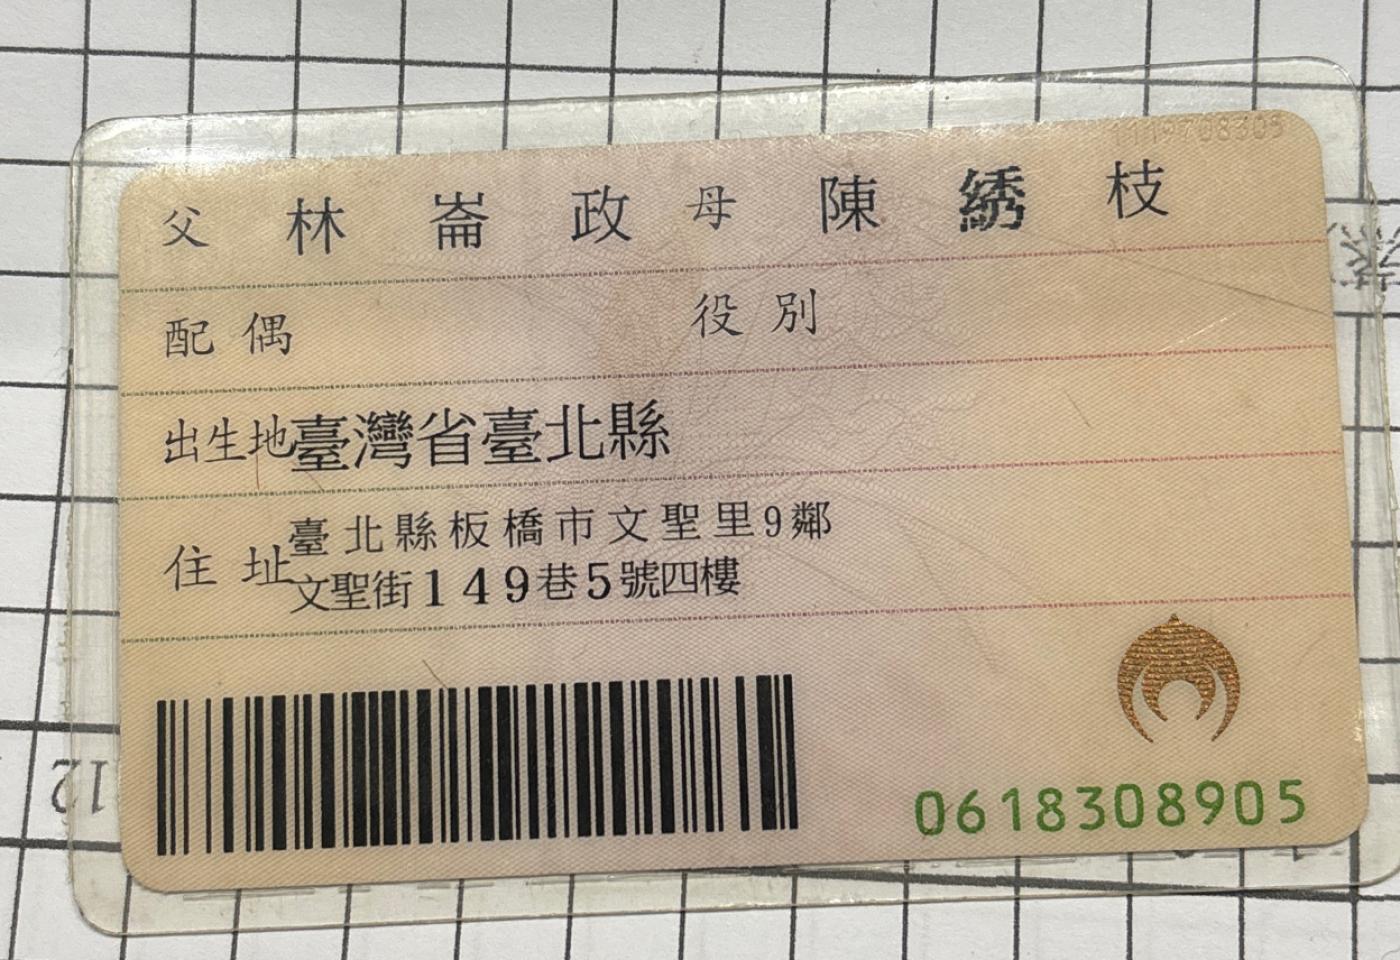 父 林崙政 母 陳綉枝
配偶 役別
出生地 臺灣省臺北縣
住址 臺北縣板橋市文聖里9鄰
文聖街149巷5號四樓
0618308905
12